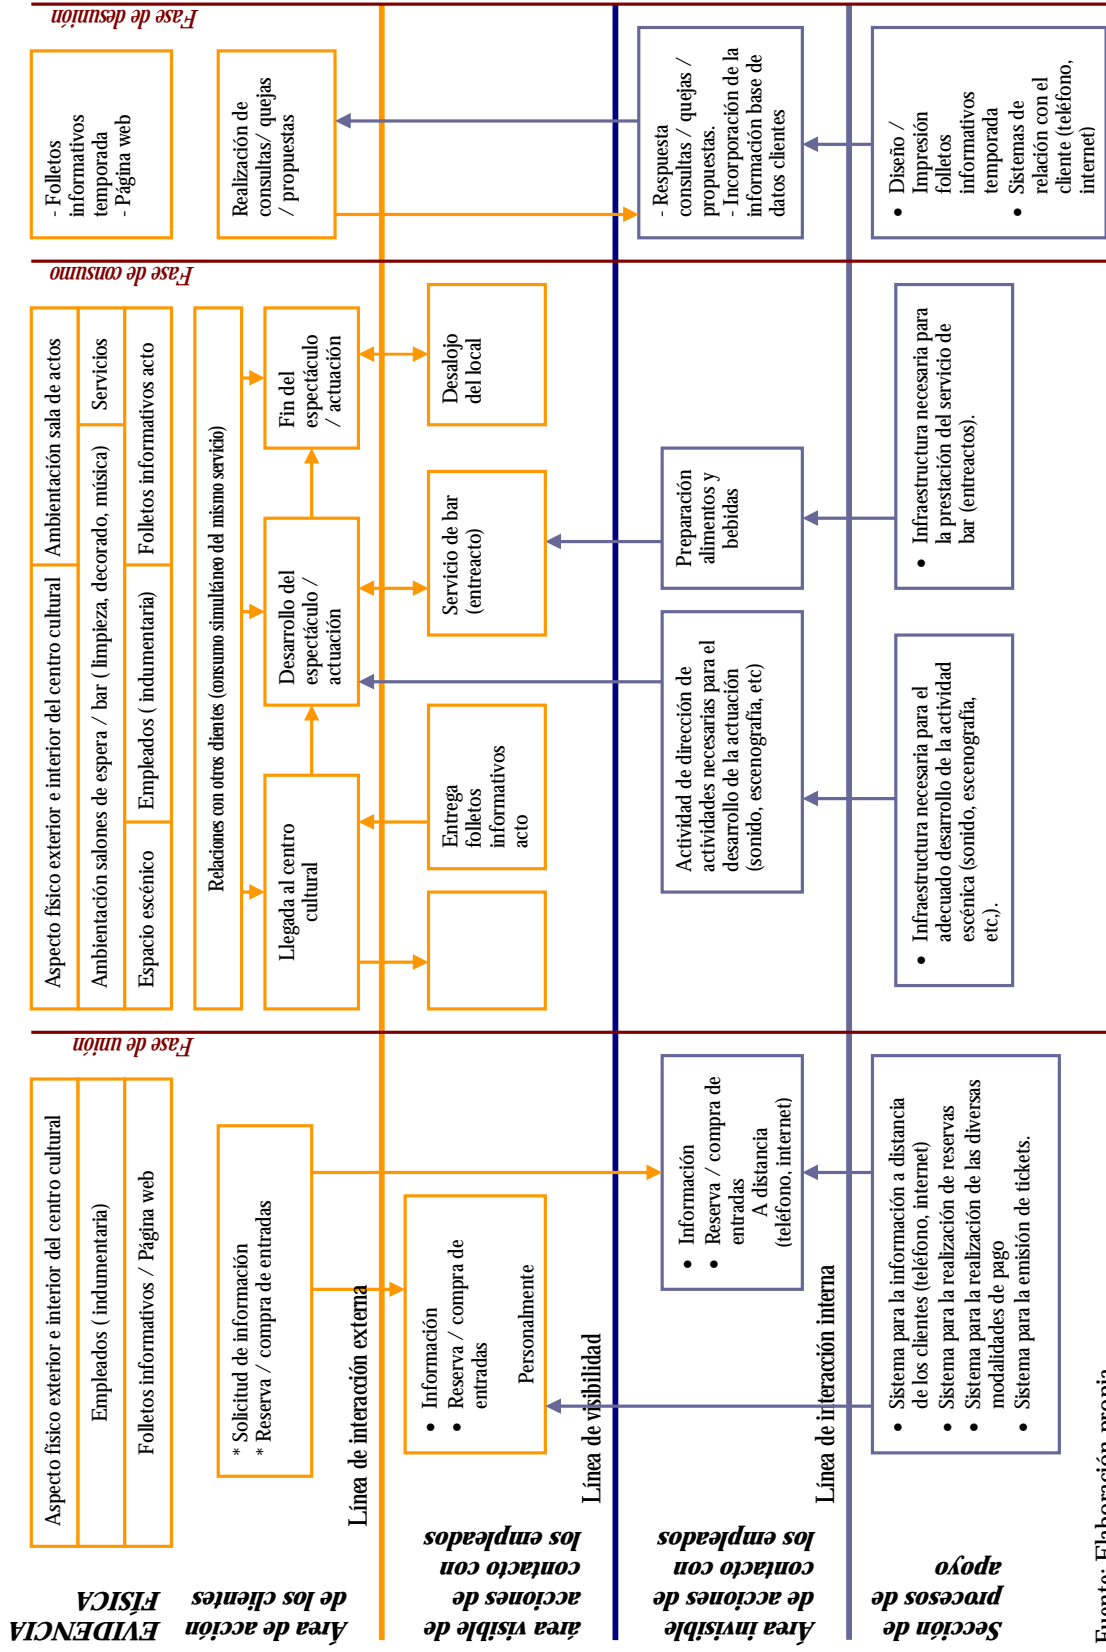 EVIDENCIA
FÍSICA
Aspecto físico exterior e interior del centro cultural
Empleados ( indumentaria)
Folletos informativos / Página web
Fase de unión
Aspecto físico exterior e interior del centro cultural
Ambientación sala de actos
Ambientación salones de espera / bar ( limpieza, decorado, música)
Servicios
Espacio escénico
Empleados ( indumentaria)
Folletos informativos acto
Fase de consumo
- Folletos
informativos
temporada
- Página web
Fase de desunión
Área de acción
de los clientes
* Solicitud de información
* Reserva / compra de entradas
Relaciones con otros clientes (consumo simultáneo del mismo servicio)
Llegada al centro
cultural
Desarrollo del
espectáculo /
actuación
Fin del
espectáculo
/ actuación
Realización de
consultas/ quejas
/ propuestas
Línea de interacción externa
área visible de
acciones de
contacto con
los empleados
• Información
• Reserva / compra de
entradas
Personalmente
Entrega
folletos
informativos
acto
Servicio de bar
(entreacto)
Desalojo
del local
Línea de visibilidad
Área invisible
de acciones de
contacto con
los empleados
• Información
• Reserva / compra de
entradas
A distancia
(teléfono, internet)
Actividad de dirección de
actividades necesarias para el
desarrollo de la actuación
(sonido, escenografía, etc)
Preparación
alimentos y
bebidas
- Respuesta
consultas / quejas /
propuestas.
- Incorporación de la
información base de
datos clientes
Línea de interacción interna
Sección de
procesos de
apoyo
• Sistema para la información a distancia
de los clientes (teléfono, internet)
• Sistema para la realización de reservas
• Sistema para la realización de las diversas
modalidades de pago
• Sistema para la emisión de tickets.
• Infraestructura necesaria para el
adecuado desarrollo de la actividad
escénica (sonido, escenografía,
etc,).
• Infraestructura necesaria para
la prestación del servicio de
bar (entreactos).
• Diseño /
Impresión
folletos
informativos
temporada
• Sistemas de
relación con el
cliente (teléfono,
internet)
Fuente: Elaboración propia